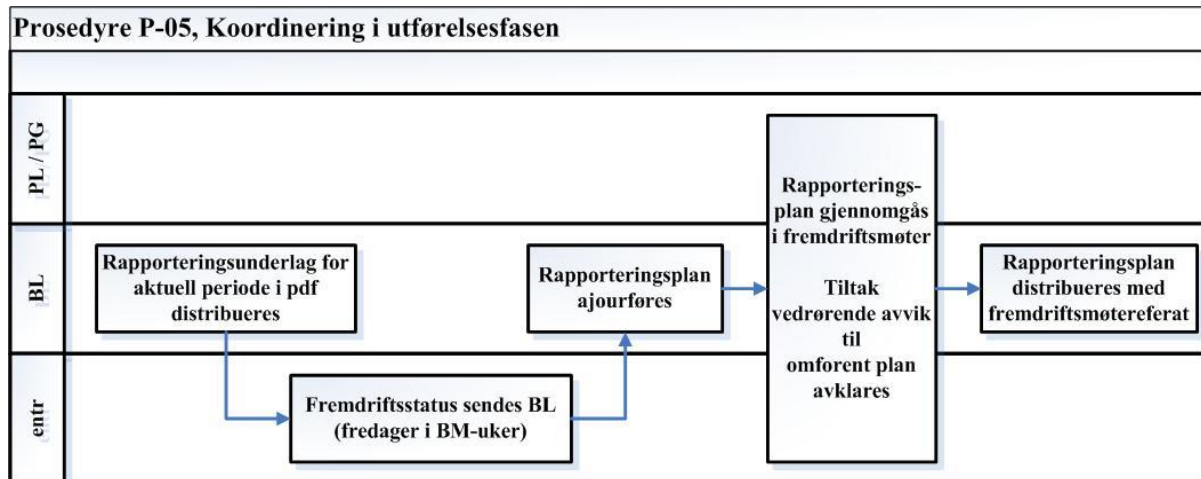 Prosedyre P-05, Koordinering i utførelsesfasen
PL / PG
BL
entr
Rapporteringsunderlag for
aktuell periode i pdf
distribueres
Fremdriftsstatus sendes BL
(fredager i BM-uker)
Rapporteringsplan
ajourføres
Rapporterings-
plan gjennomgås
i fremdriftsmøter
Tiltak
vedrørende avvik
til
omforent plan
avklares
Rapporteringsplan
distribueres med
fremdriftsmøtereferat